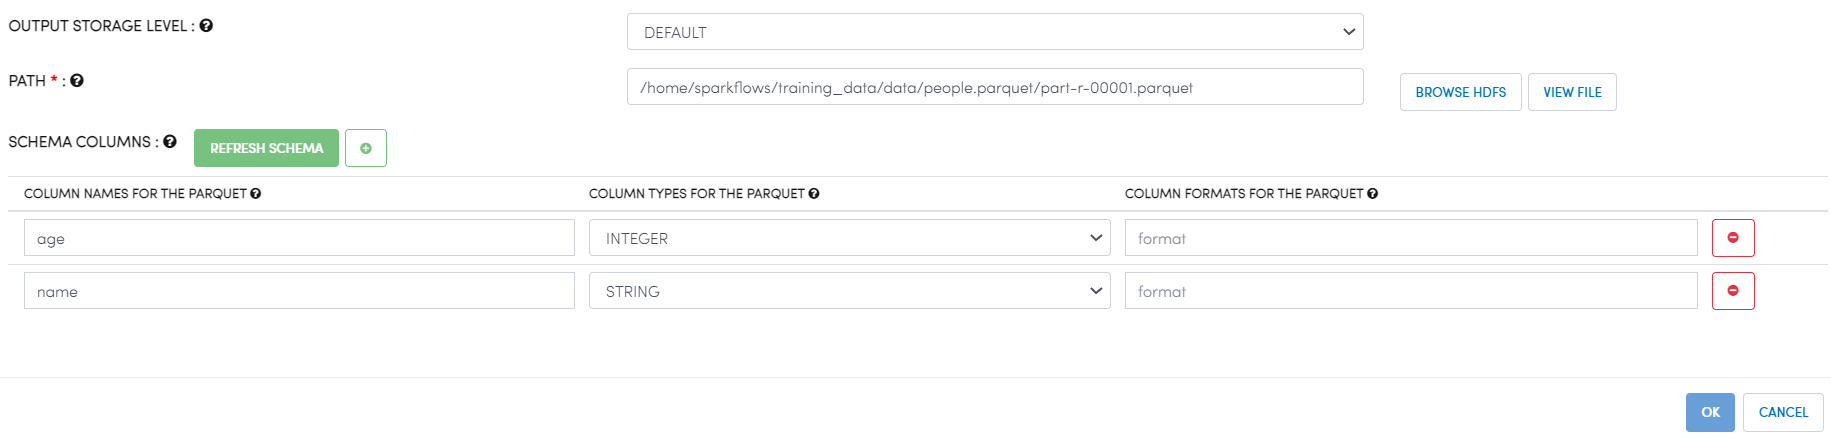 OUTPUT STORAGE LEVEL :
DEFAULT
PATH * :
/home/sparkflows/training_data/data/people.parquet/part-r-00001.parquet
BROWSE HDFS
VIEW FILE
SCHEMA COLUMNS :
REFRESH SCHEMA
COLUMN NAMES FOR THE PARQUET
COLUMN TYPES FOR THE PARQUET
COLUMN FORMATS FOR THE PARQUET
age
INTEGER
format
name
STRING
format
OK
CANCEL